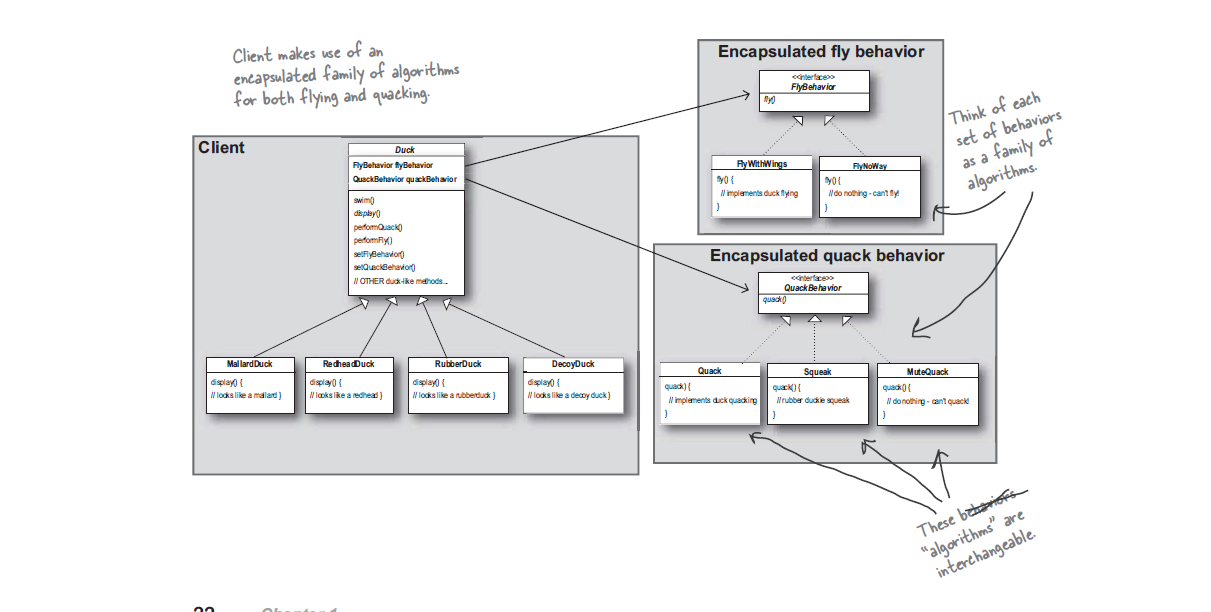 Client makes use of an
encapsulated family of algorithms
for both flying and quacking.
Client
Duck
FlyBehavior flyBehavior
QuackBehavior quackBehavior
swim()
display()
performQuack()
performFly()
setFlyBehavior()
setQuackBehavior()
// OTHER duck-like methods...
MallardDuck
display() {
// looks like a mallard }
RedheadDuck
display() {
// looks like a redhead }
RubberDuck
display() {
// looks like a rubberduck }
DecoyDuck
display() {
// looks like a decoy duck }
Encapsulated fly behavior
<<interface>>
FlyBehavior
fly()
FlyWithWings
fly() {
// implements duck flying
}
FlyNoWay
fly() {
// do nothing - can't fly!
}
Think of each
set of behaviors
as a family of
algorithms.
Encapsulated quack behavior
<<interface>>
QuackBehavior
quack()
Quack
quack) {
// implements duck quacking
}
Squeak
quack() {
// rubber duckie squeak
}
MuteQuack
quack() {
// do nothing - can't quack!
}
These behaviors
“algorithms” are
interchangeable.
22
Chapter 1